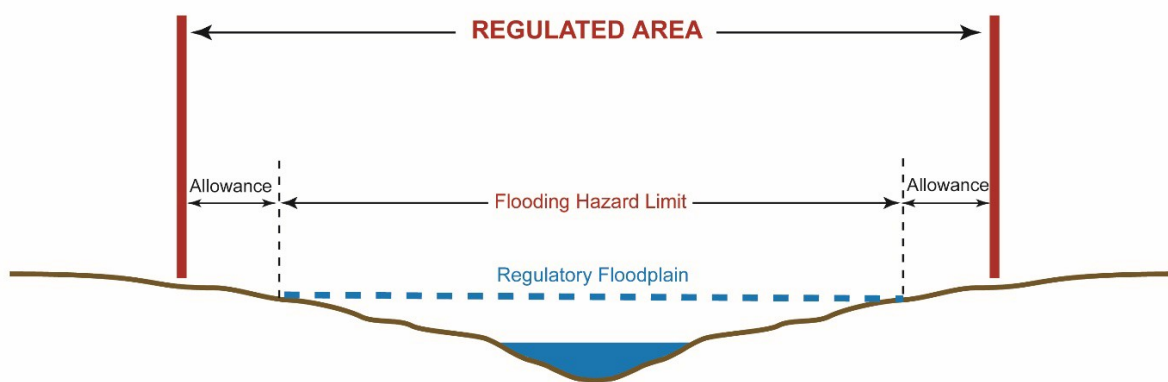 REGULATED AREA
Allowance
Allowance
Flooding Hazard Limit
Regulatory Floodplain